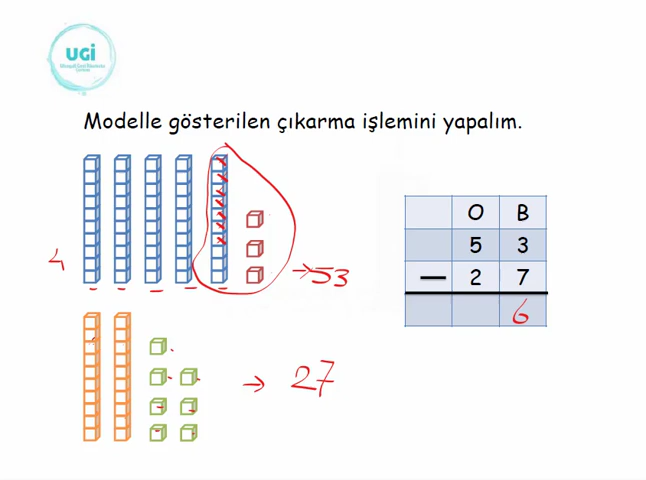 UGİ
Modelle gösterilen çıkarma işlemini yapalım.
O B
5 3
4
→53
— 2 7
6
→ 27